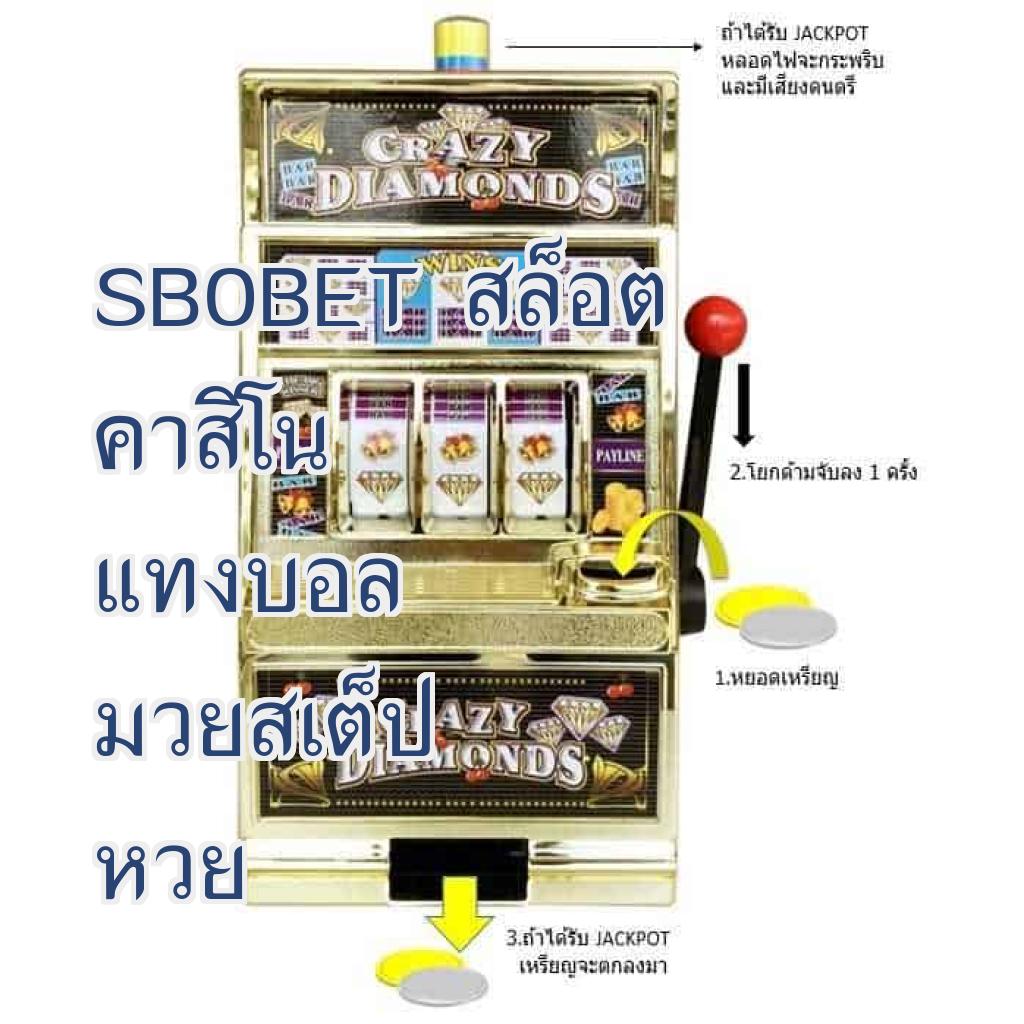 ถ้าได้รับ JACKPOT
หลอดไฟจะกระพริบ
และมีเสียงดนตรี
CRAZY
DIAMONDS
WINS
SBOBET สล็อต
คาสิโน
แทงบอล
มวยสเต็ป
หวย
PAYLINE
2.โยกด้ามจับลง 1 ครั้ง
1.หยอดเหรียญ
CRAZY
DIAMONDS
3.ถ้าได้รับ JACKPOT
เหรียญจะตกลงมา